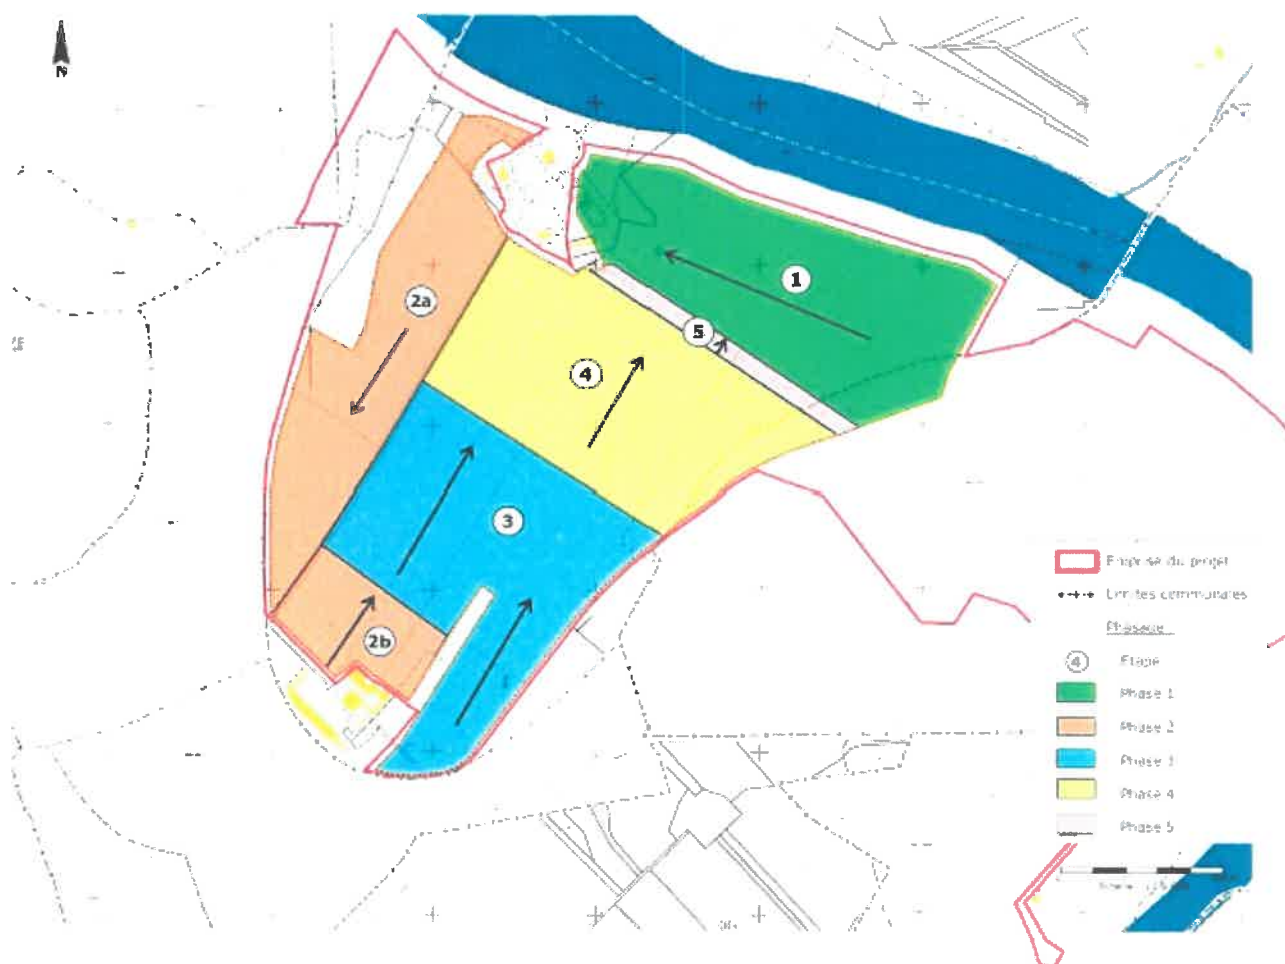 N
1
2a
5
4
3
2b
Emprise du projet
Limites communales
Phasage
4 Etape
Phase 1
Phase 2
Phase 3
Phase 4
Phase 5